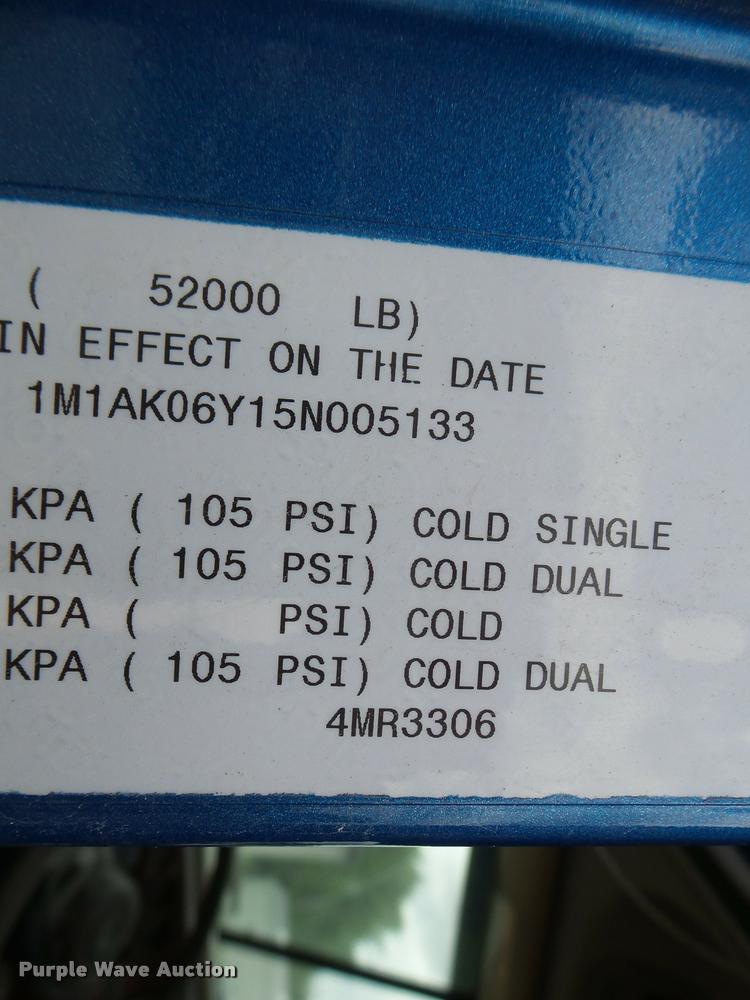 ( 52000 LB)
IN EFFECT ON THE DATE
1M1AK06Y15N005133
KPA ( 105 PSI) COLD SINGLE
KPA ( 105 PSI) COLD DUAL
KPA ( PSI) COLD
KPA ( 105 PSI) COLD DUAL
4MR3306
Purple Wave Auction